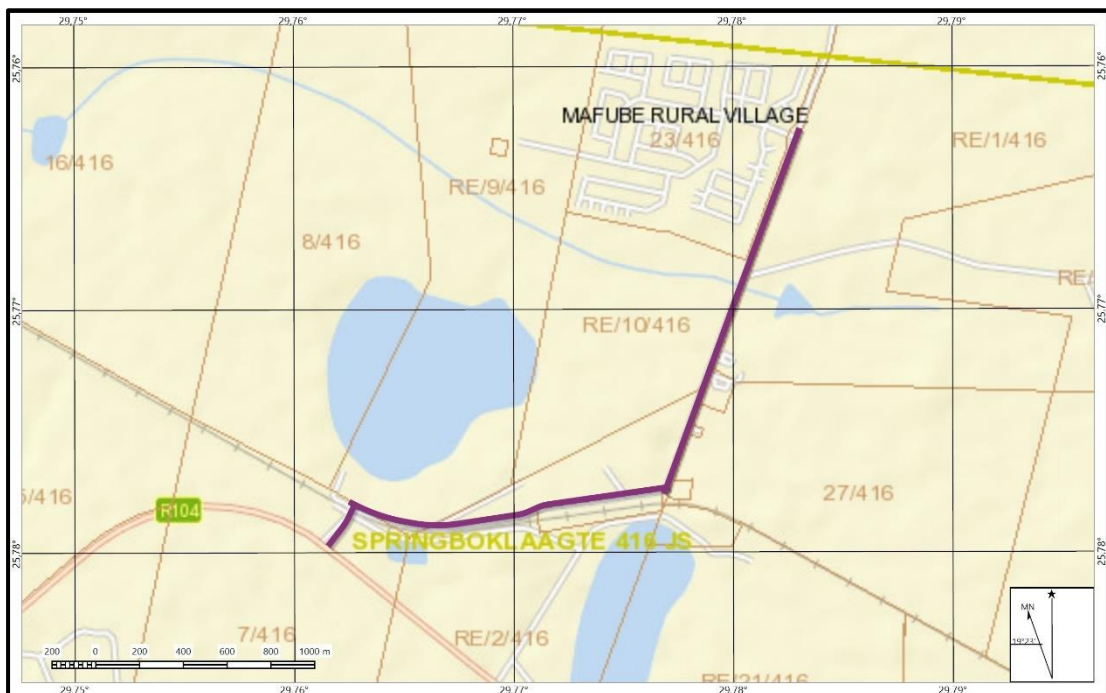 29.75° 29.76° 29.77° 29.78° 29.79°
25.76° 25.76°
MAFUBE RURAL VILLAGE
23/416
RE/1/416
16/416
RE/9/416
8/416
RE/
25.77° 25.77°
RE/10/416
5/416
R104
27/416
SPRINGBOKLAAGTE 416 JS
25.78° 25.78°
7/416
RE/2/416
MN
19°23'
200 0 200 400 600 800 1000 m
RE/21/416
29.75° 29.76° 29.77° 29.78° 29.79°